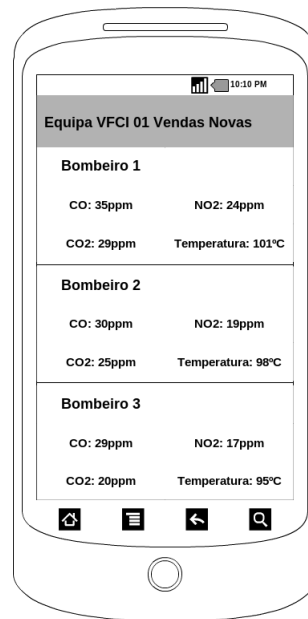 10:10 PM
Equipa VFCI 01 Vendas Novas
Bombeiro 1
CO: 35ppm NO2: 24ppm
CO2: 29ppm Temperatura: 101ºC
Bombeiro 2
CO: 30ppm NO2: 19ppm
CO2: 25ppm Temperatura: 98ºC
Bombeiro 3
CO: 29ppm NO2: 17ppm
CO2: 20ppm Temperatura: 95ºC